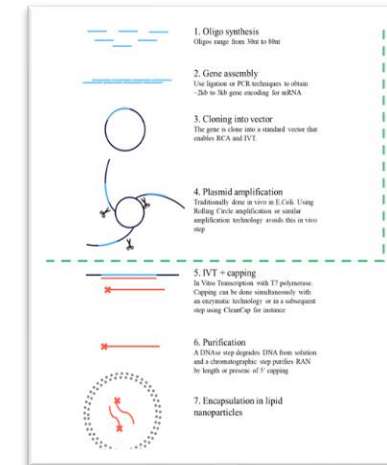 1. Oligo synthesis
Oligos range from 30nt to 80nt
2. Gene assembly
Use ligation or PCR techniques to obtain
~2kb to 3kb gene encoding for mRNA
3. Cloning into vector
The gene is clone into a standard vector that
enables RCA and IVT.
4. Plasmid amplification
Traditionally done in vivo in E.Coli. Using
Rolling Circle amplification or similar
amplification technology avoids this in vivo
step
5. IVT + capping
In Vitro Transcription with T7 polymerase.
Capping can be done simultaneously with
an enzymatic technology or in a subsequent
step using CleanCap for instance
6. Purification
A DNAse step degrades DNA from solution
and a chromatographic step purifies RAN
by length or presene of 5' capping
7. Encapsulation in lipid
nanoparticles